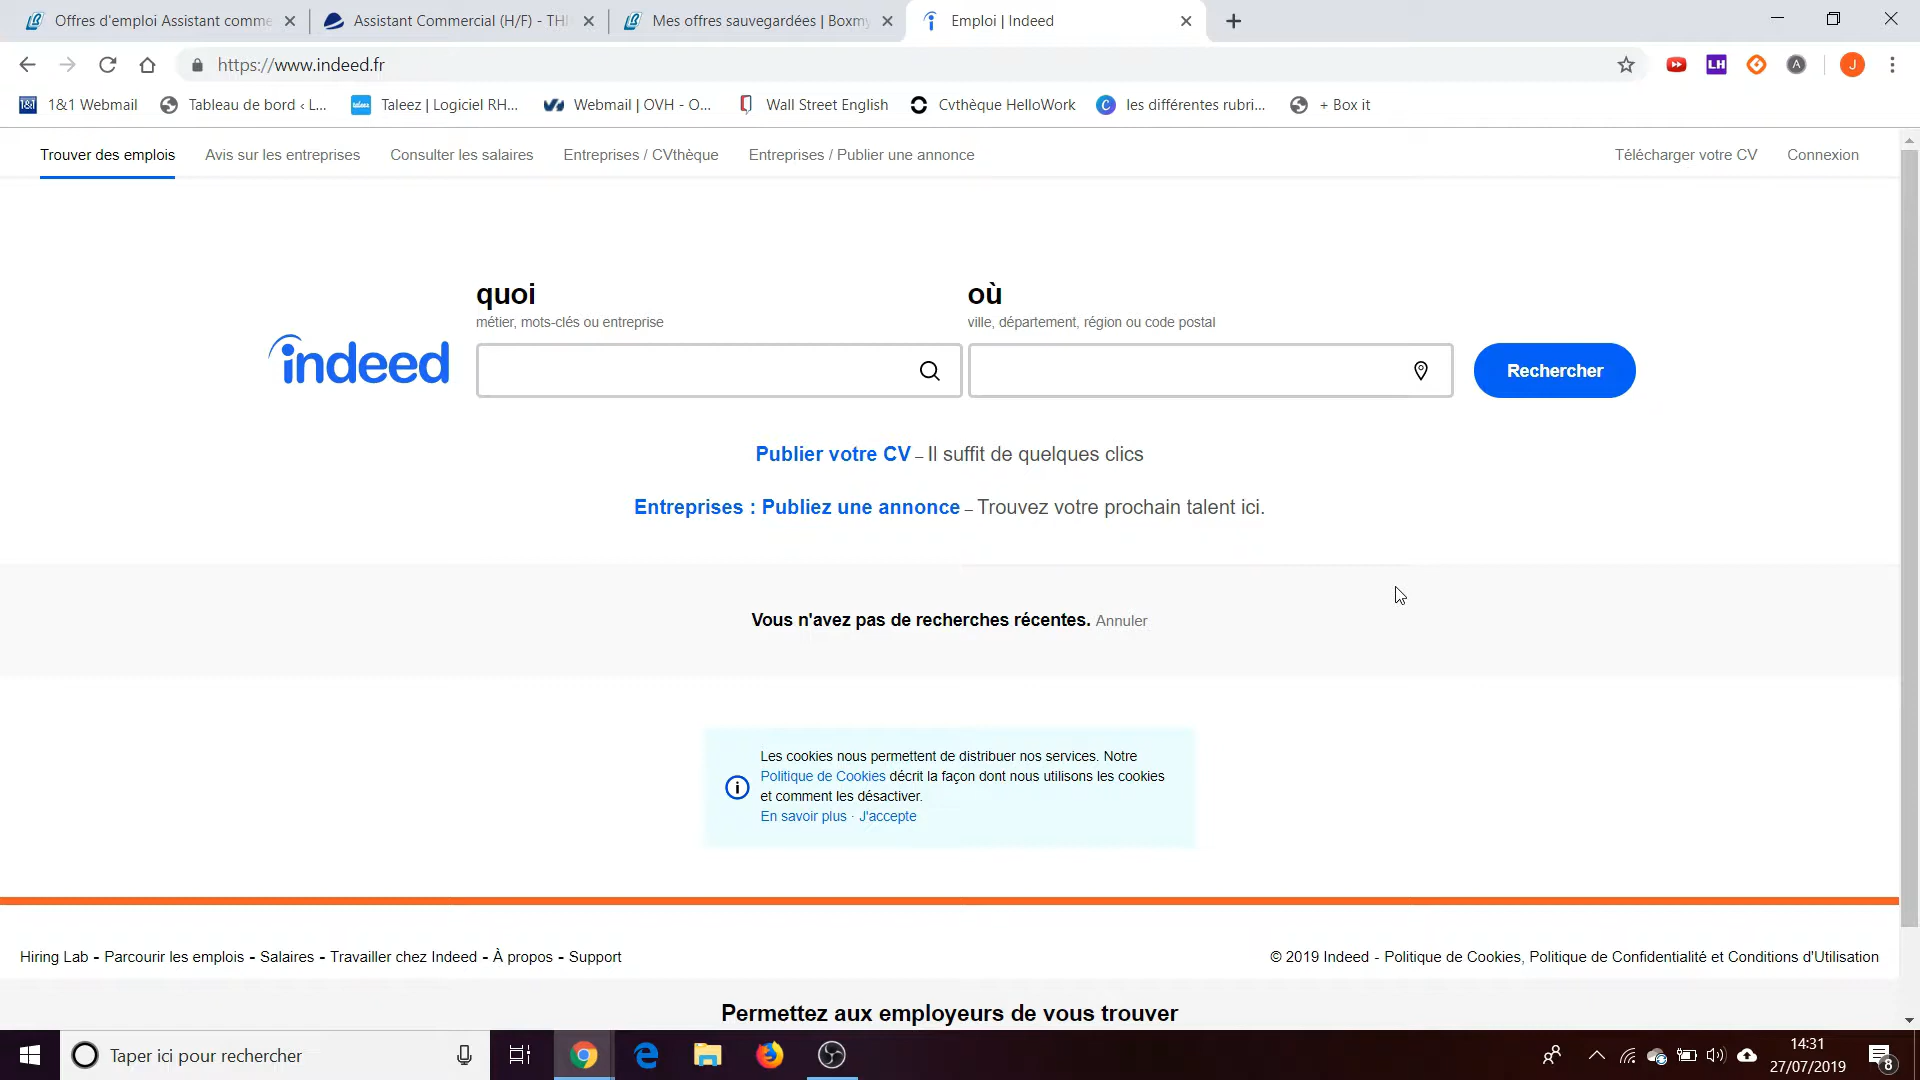 Offres d'emploi Assistant comme
Assistant Commercial (H/F) - TH
Mes offres sauvegardées | Boxmy
Emploi | Indeed
https://www.indeed.fr
LH
A
J
1&1 1&1 Webmail
Tableau de bord ‹ L...
Taleez | Logiciel RH...
Webmail | OVH - O...
Wall Street English
Cvthèque HelloWork
C les différentes rubri...
+ Box it
Trouver des emplois
Avis sur les entreprises
Consulter les salaires
Entreprises / CVthèque
Entreprises / Publier une annonce
Télécharger votre CV
Connexion
quoi
métier, mots-clés ou entreprise
où
ville, département, région ou code postal
indeed
Rechercher
Publier votre CV – Il suffit de quelques clics
Entreprises : Publiez une annonce – Trouvez votre prochain talent ici.
Vous n'avez pas de recherches récentes. Annuler
Les cookies nous permettent de distribuer nos services. Notre
Politique de Cookies décrit la façon dont nous utilisons les cookies
et comment les désactiver.
En savoir plus · J'accepte
Hiring Lab - Parcourir les emplois - Salaires - Travailler chez Indeed - À propos - Support
© 2019 Indeed - Politique de Cookies, Politique de Confidentialité et Conditions d'Utilisation
Permettez aux employeurs de vous trouver
Taper ici pour rechercher
14:31
27/07/2019
8